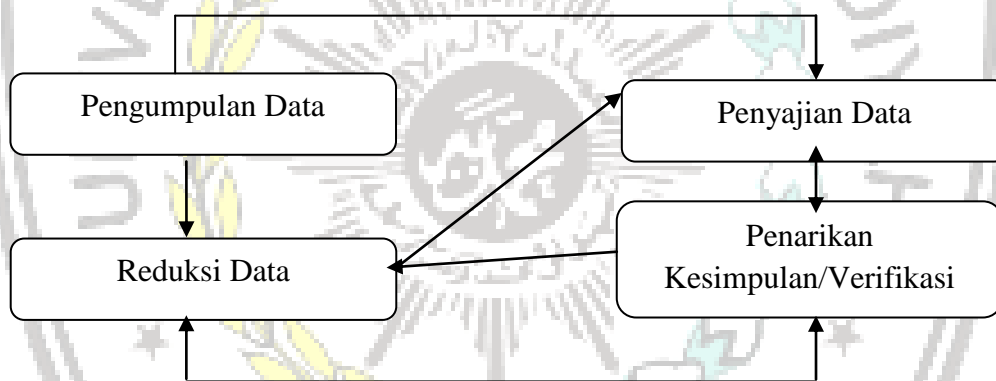 Pengumpulan Data
Penyajian Data
Reduksi Data
Penarikan
Kesimpulan/Verifikasi